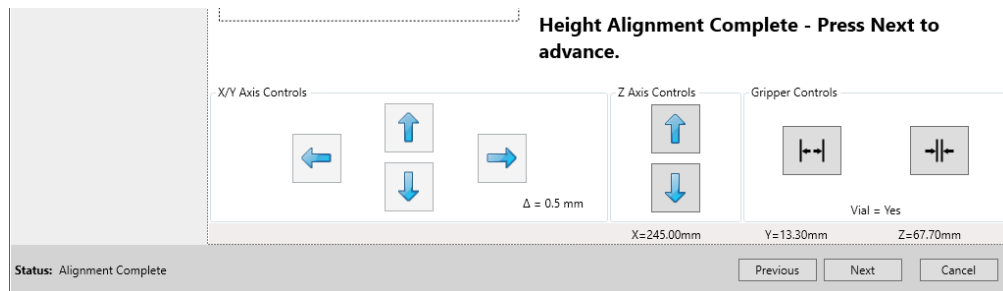 Height Alignment Complete - Press Next to
advance.
X/Y Axis Controls
Z Axis Controls
Gripper Controls
Δ = 0.5 mm
Vial = Yes
X=245.00mm Y=13.30mm Z=67.70mm
Status: Alignment Complete
Previous Next Cancel